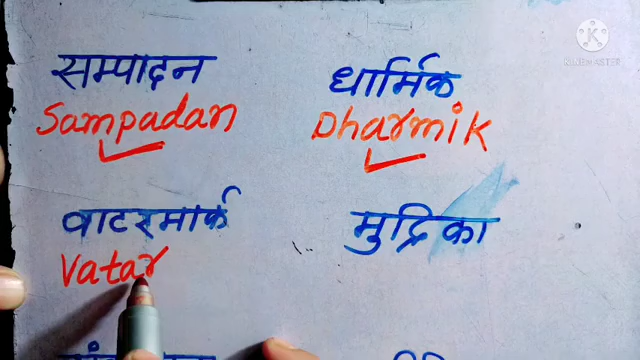 सम्पादन
Sampadan
धार्मिक
Dharmik
वाटरमार्क
Vatar
मुद्रिका